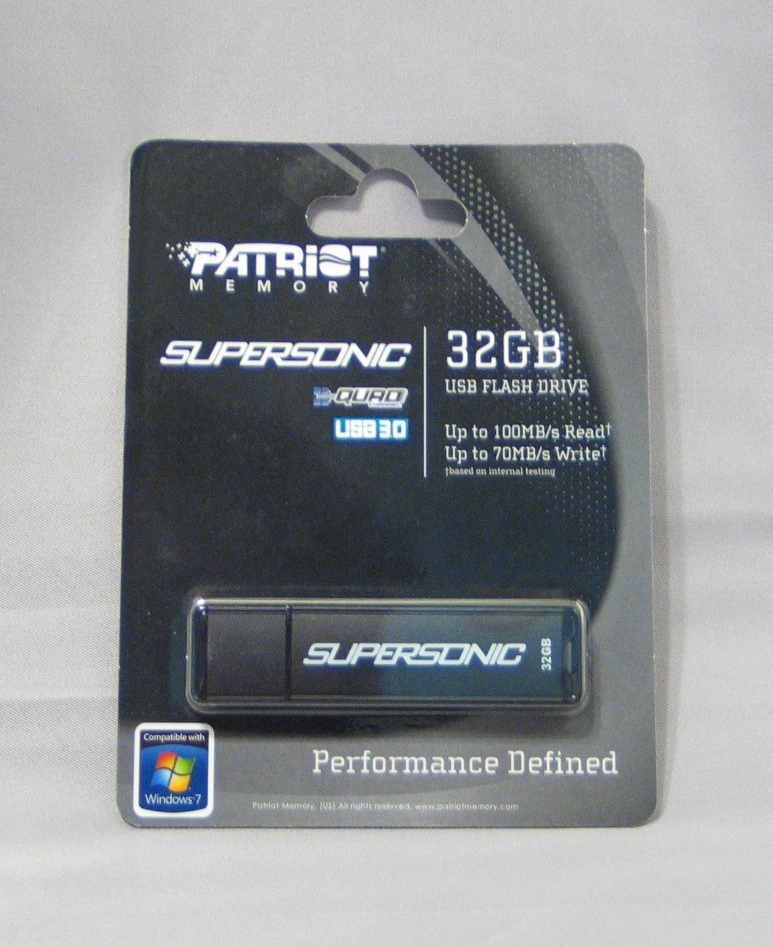 PATRIOT
MEMORY
SUPERSONIC
QUAD
USB 3.0
32GB
USB FLASH DRIVE
Up to 100MB/s Read†
Up to 70MB/s Write†
†based on internal testing
SUPERSONIC 32GB
Compatible with
Windows 7
Performance Defined
Patriot Memory, (US) All rights reserved. www.patriotmemory.com